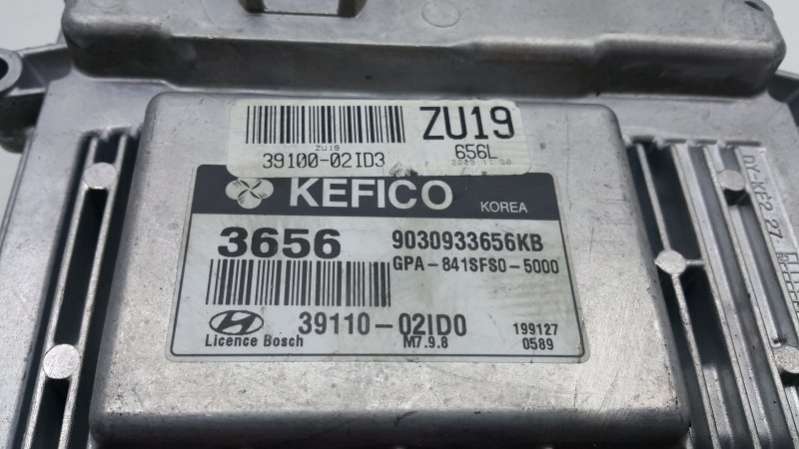 ZU19
ZU19
39100-02ID3
656L
KEFICO KOREA
3656 9030933656KB
GPA-841SFS0-5000
39110-02ID0 199127
Licence Bosch M7.9.8 0589